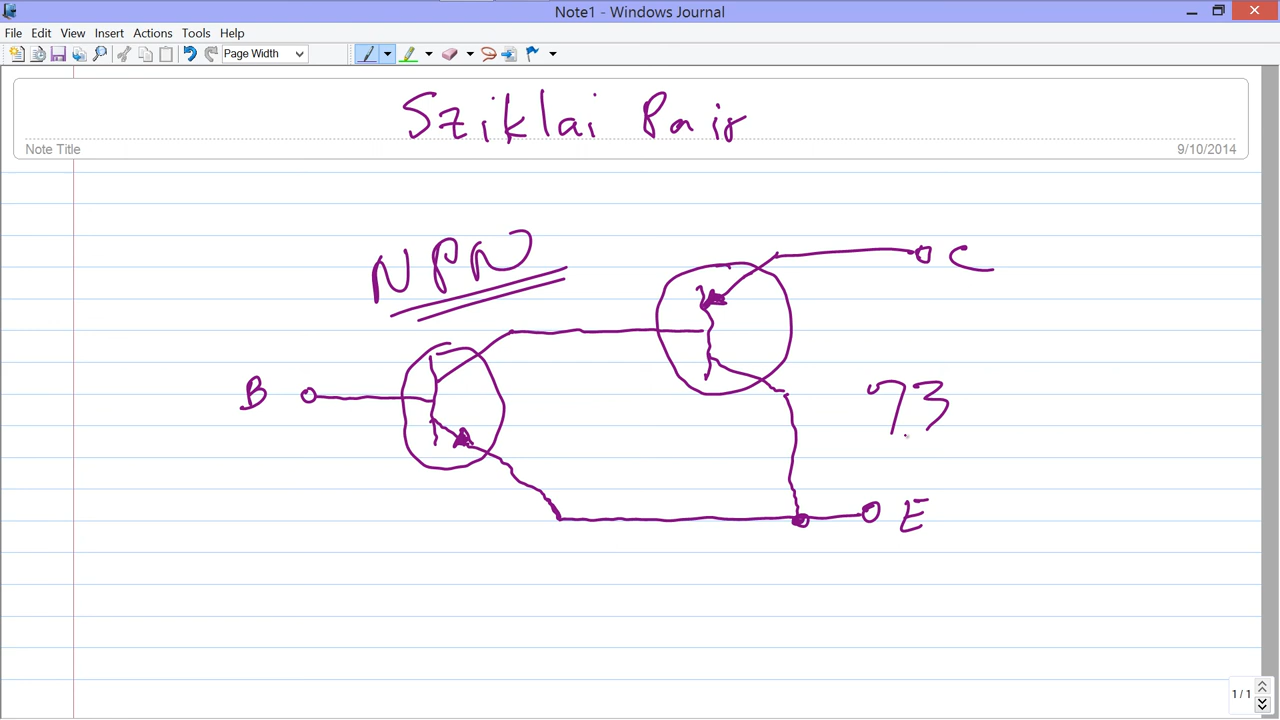 Note1 - Windows Journal
File Edit View Insert Actions Tools Help
Page Width
Sziklai Pair
Note Title
9/10/2014
NPN
C
B
73
E
1/1